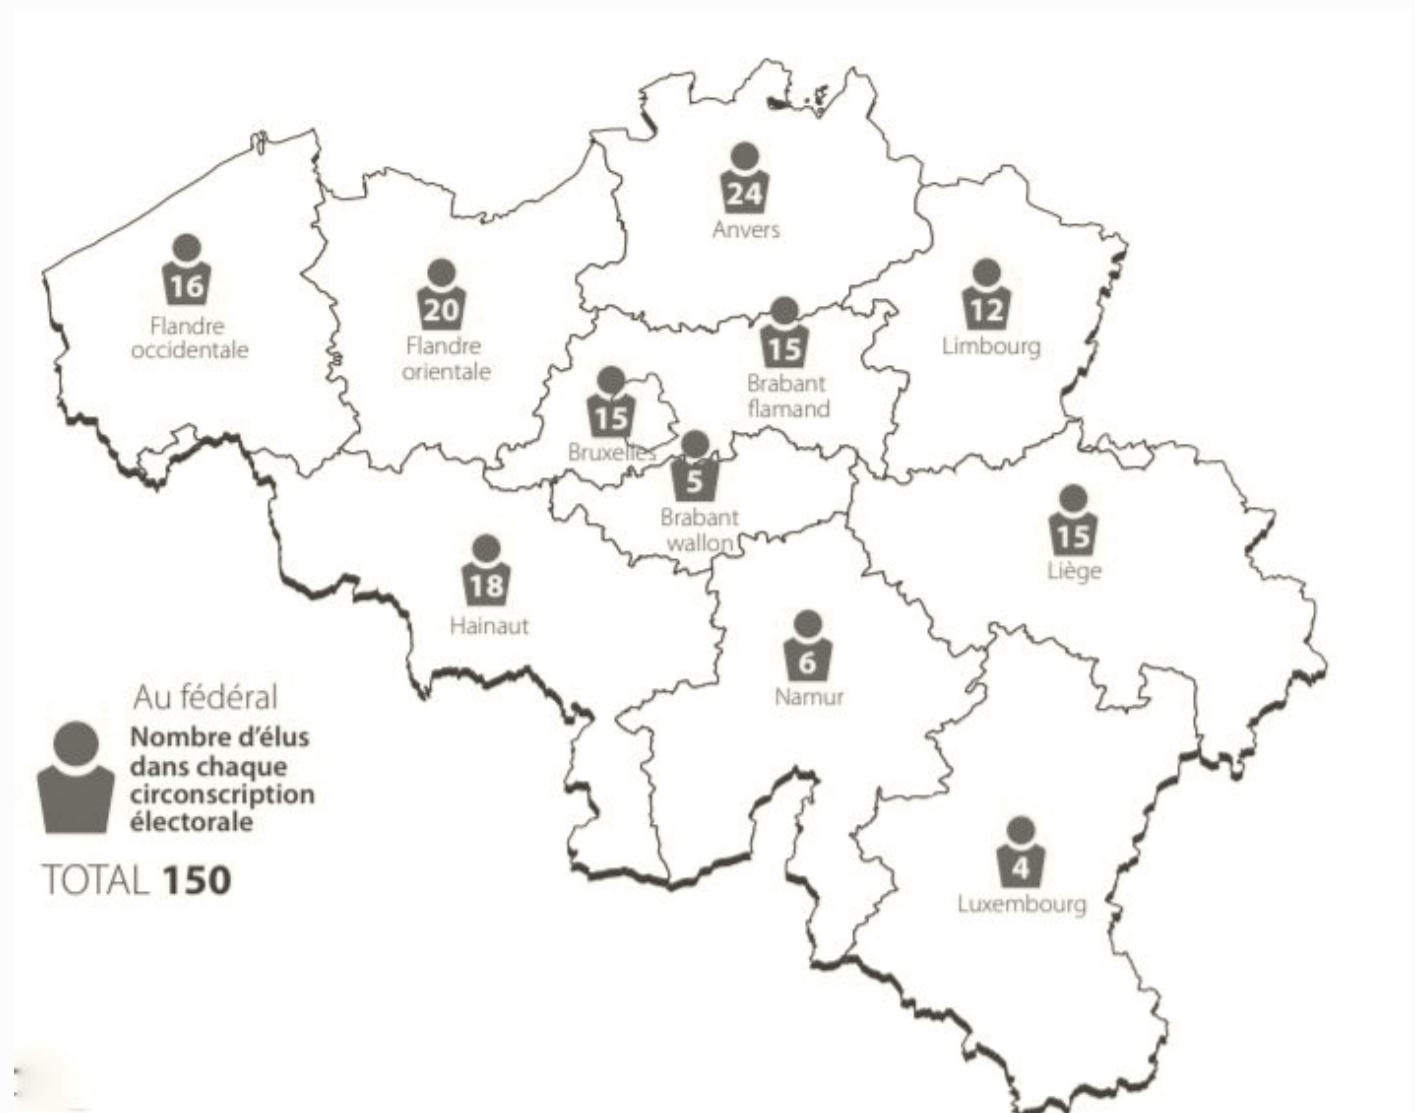 24
Anvers
16
Flandre
occidentale
20
Flandre
orientale
12
Limbourg
15
Brabant
flamand
15
Bruxelles
5
Brabant
wallon
15
Liège
18
Hainaut
6
Namur
4
Luxembourg
Au fédéral
Nombre d'élus
dans chaque
circonscription
électorale
TOTAL 150